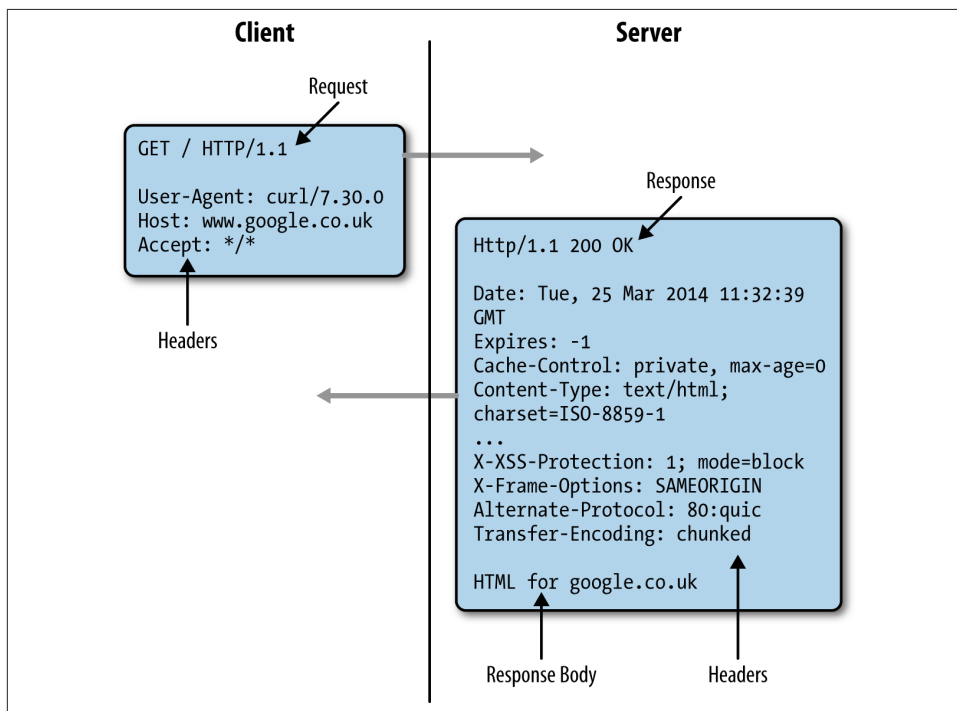 Client
Server
Request
GET / HTTP/1.1
User-Agent: curl/7.30.0
Host: www.google.co.uk
Accept: */*
Headers
Response
Http/1.1 200 OK
Date: Tue, 25 Mar 2014 11:32:39
GMT
Expires: -1
Cache-Control: private, max-age=0
Content-Type: text/html;
charset=ISO-8859-1
...
X-XSS-Protection: 1; mode=block
X-Frame-Options: SAMEORIGIN
Alternate-Protocol: 80:quic
Transfer-Encoding: chunked
HTML for google.co.uk
Response Body
Headers